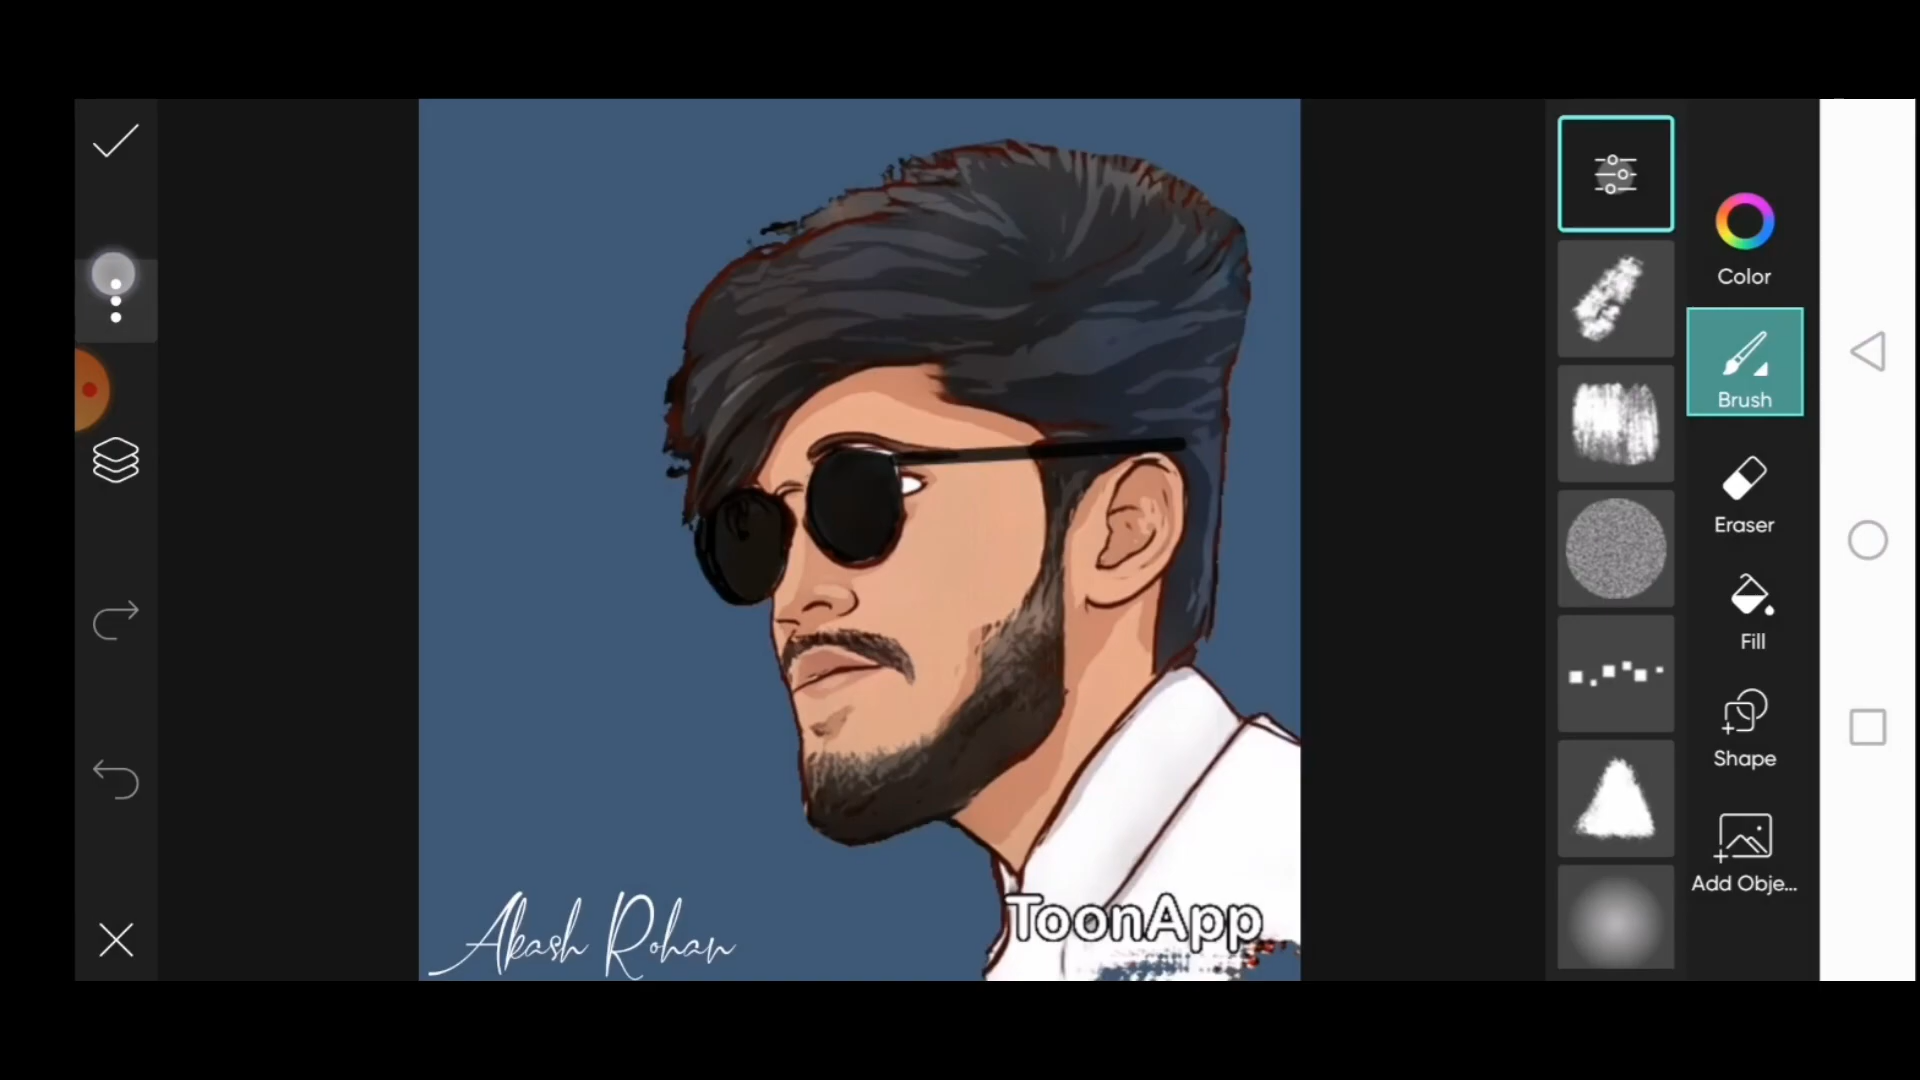 Color
Brush
Eraser
Fill
Shape
Add Obje...
Akash Rohan
ToonApp